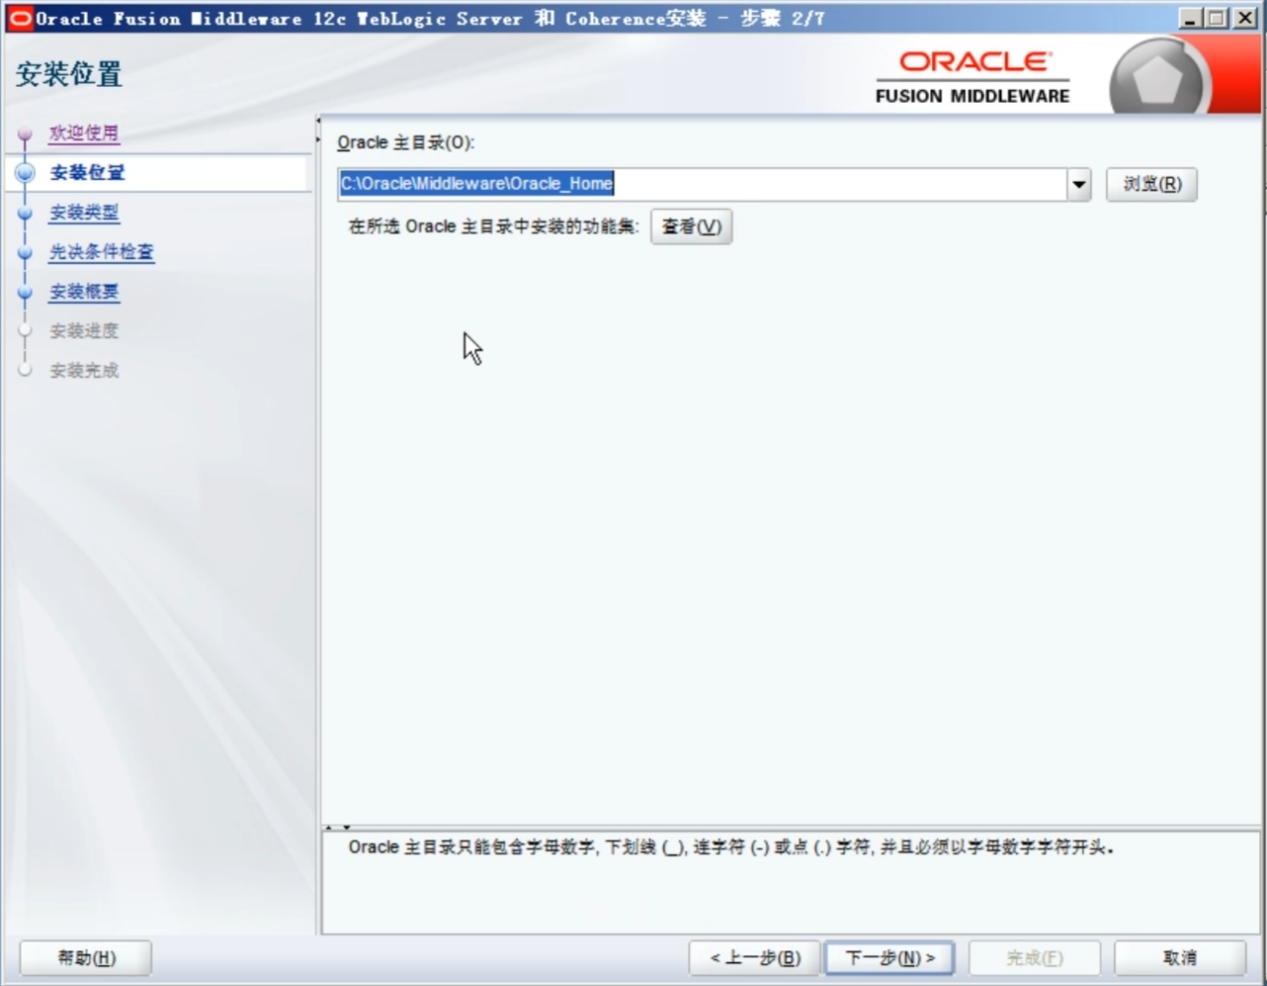 Oracle Fusion Middleware 12c WebLogic Server 和 Coherence安装 - 步骤 2/7
安装位置
ORACLE
FUSION MIDDLEWARE
欢迎使用
安装位置
安装类型
先决条件检查
安装概要
安装进度
安装完成
Oracle 主目录(O):
C:\Oracle\Middleware\Oracle_Home
浏览(R)
在所选 Oracle 主目录中安装的功能集: 查看(V)
Oracle 主目录只能包含字母数字, 下划线 (_), 连字符 (-) 或点 (.) 字符, 并且必须以字母数字字符开头。
帮助(H)
< 上一步(B)
下一步(N) >
完成(F)
取消